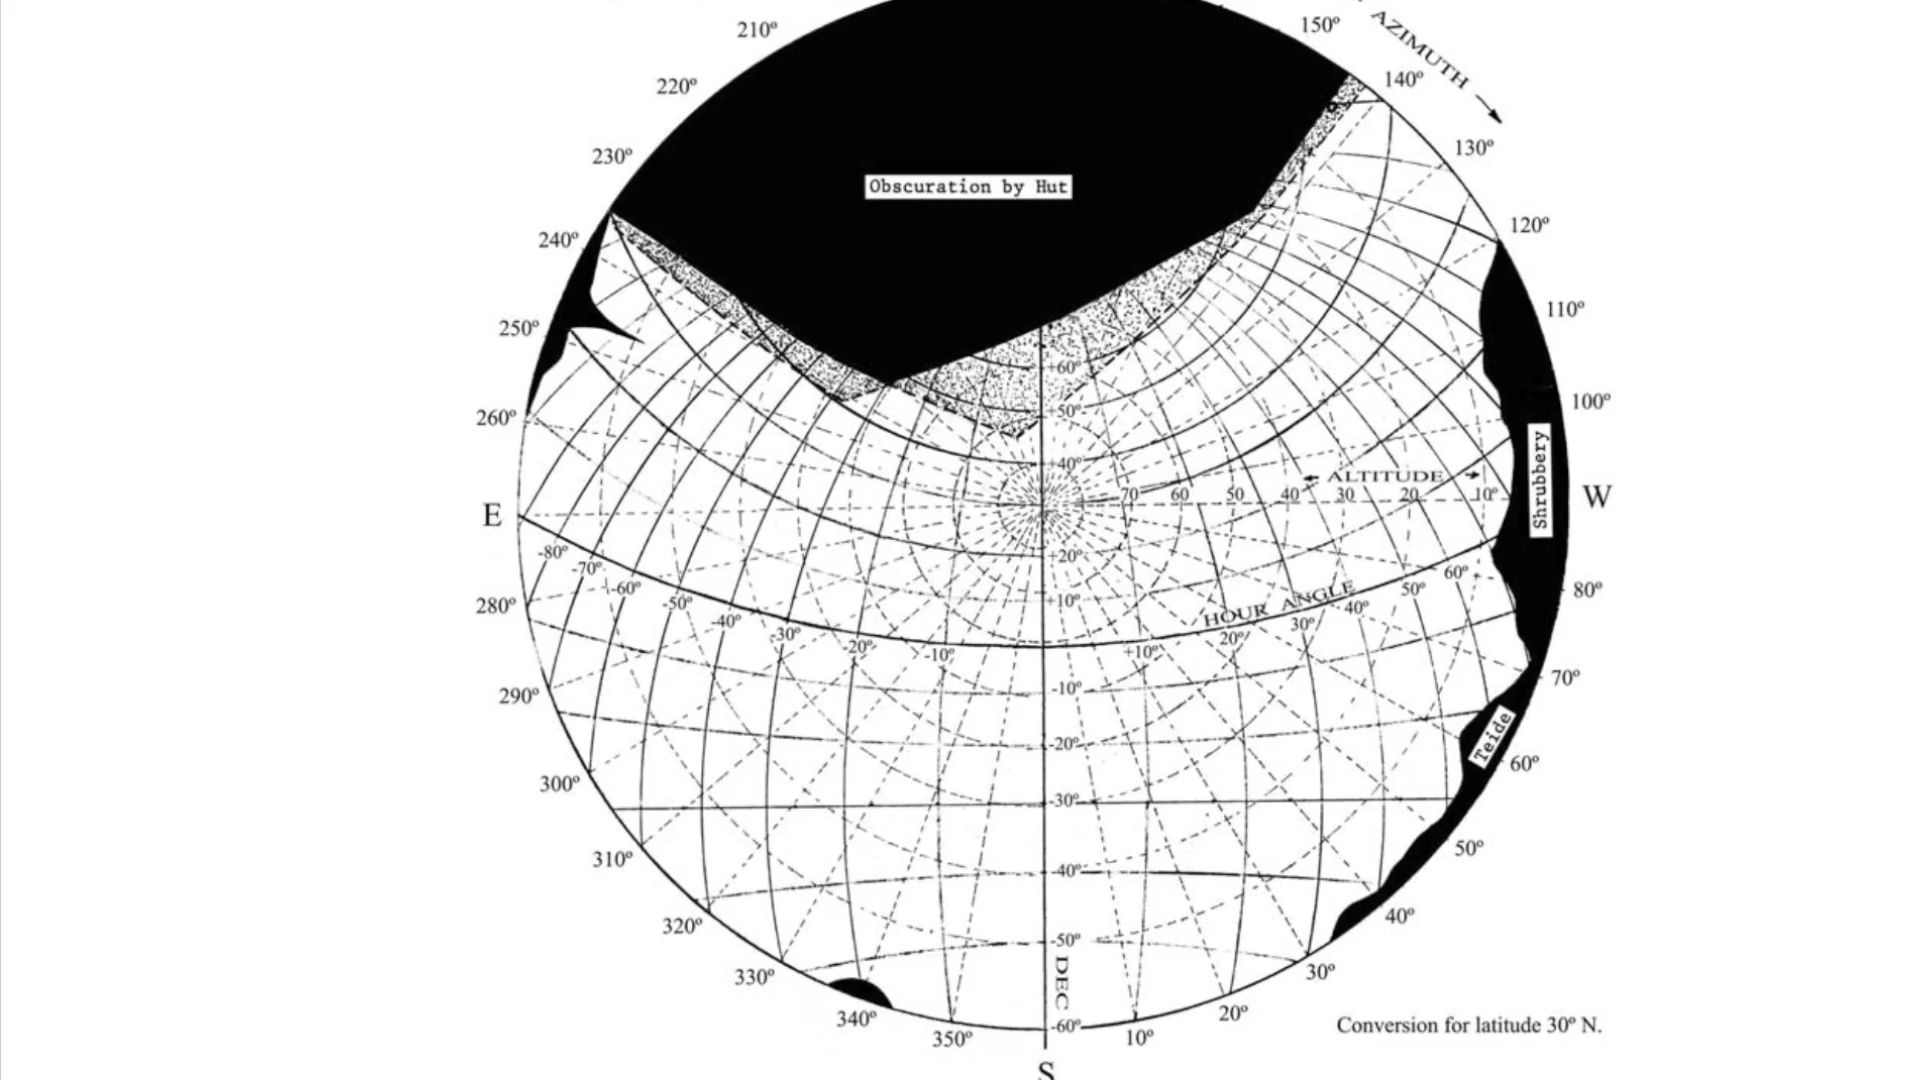 210º
150º
AZIMUTH
220º
140º
230º
130º
Obscuration by Hut
240º
120º
250º
110º
+60º
260º
100º
+50º
+40º
ALTITUDE
70 60 50 40 30 20 10º
E
W
Shrubbery
+20º
-80º
-70º
-60º
-50º
-40º
-30º
-20º
-10º
+10º
HOUR ANGLE
+10º
20º
30º
40º
50º
60º
280º
80º
-10º
290º
70º
-20º
Teide
60º
300º
-30º
310º
50º
-40º
320º
40º
-50º
330º
30º
DEC
340º
20º
-60º
350º
10º
Conversion for latitude 30º N.
S